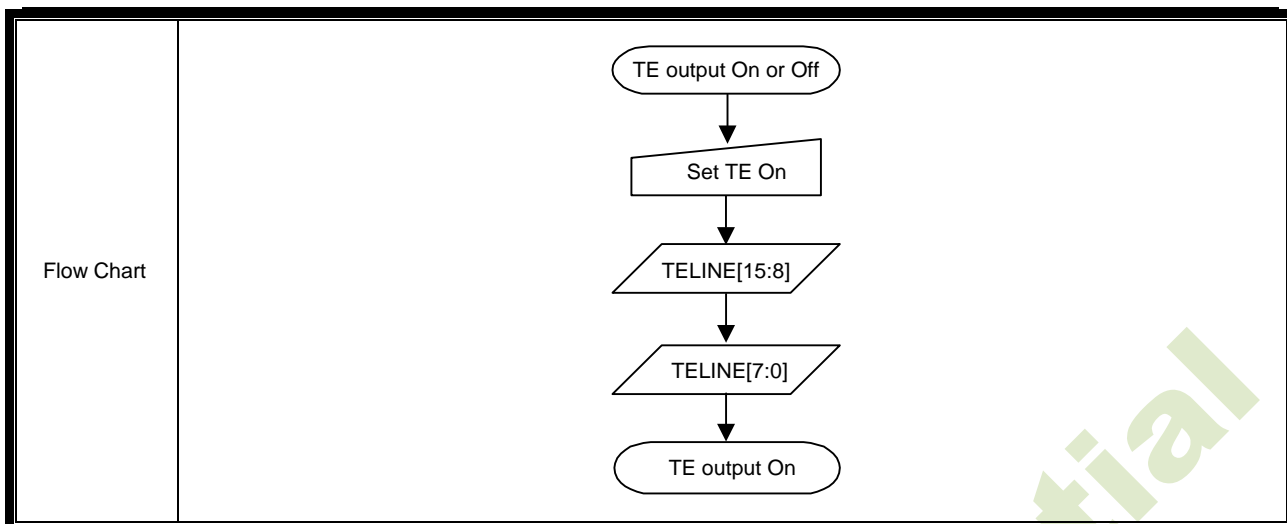 Flow Chart
TE output On or Off
Set TE On
TELINE[15:8]
TELINE[7:0]
TE output On
tial